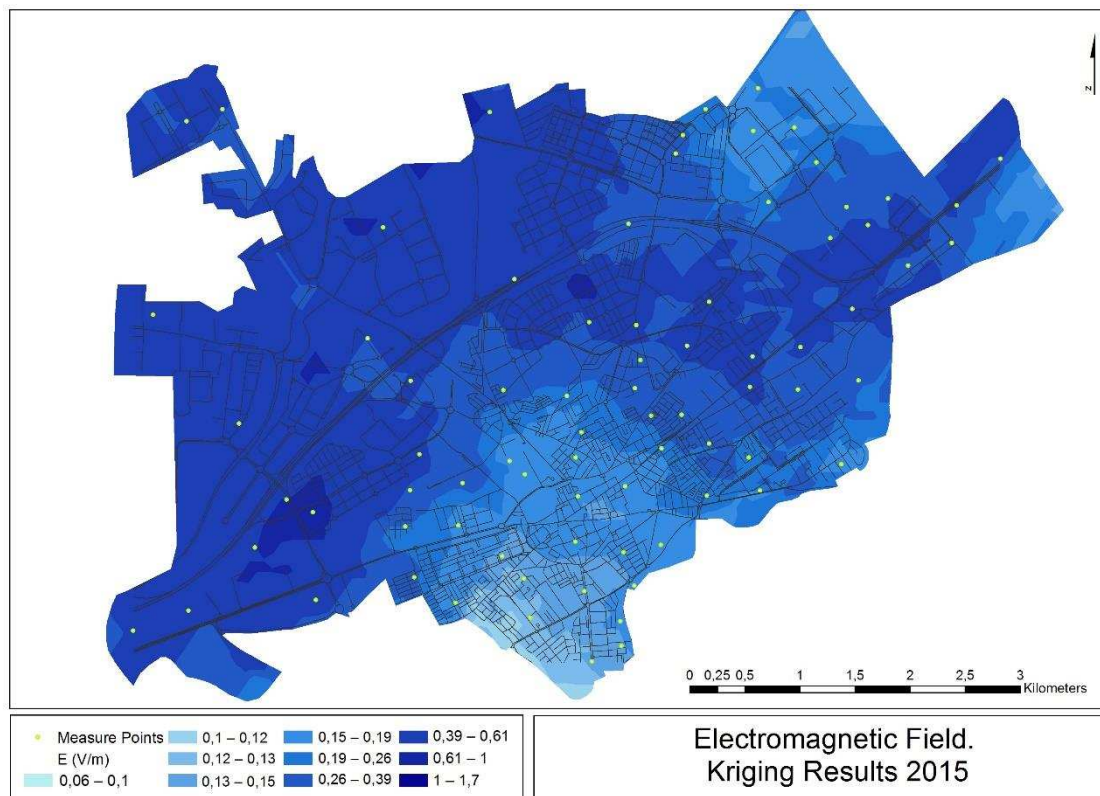 z
0 0,25 0,5 1 1,5 2 2,5 3
Kilometers
Measure Points
E (V/m)
0,06 – 0,1
0,1 – 0,12
0,12 – 0,13
0,13 – 0,15
0,15 – 0,19
0,19 – 0,26
0,26 – 0,39
0,39 – 0,61
0,61 – 1
1 – 1,7
Electromagnetic Field.
Kriging Results 2015